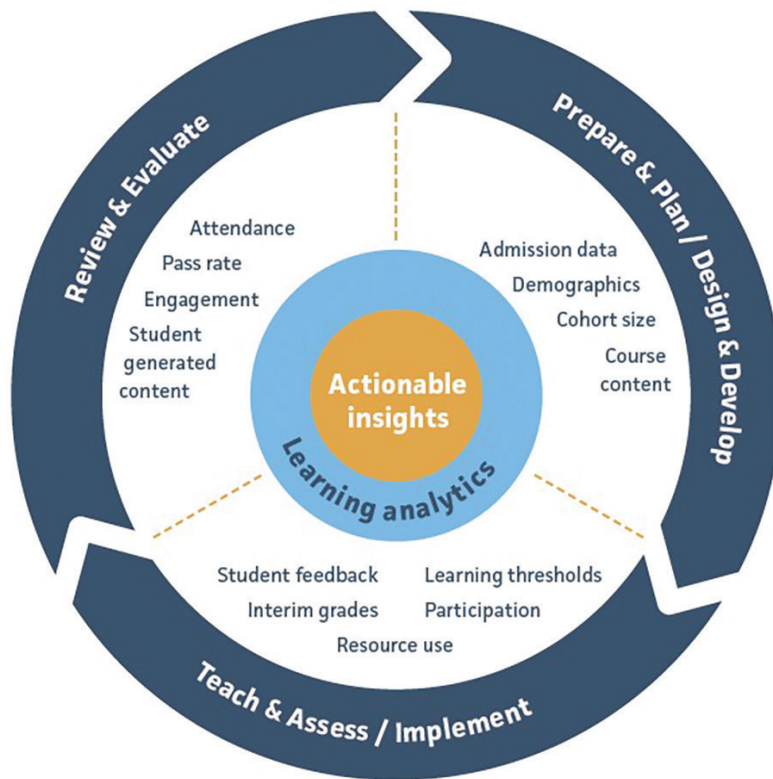 Review & Evaluate
Prepare & Plan / Design & Develop
Teach & Assess / Implement
Attendance
Pass rate
Engagement
Student
generated
content
Admission data
Demographics
Cohort size
Course
content
Actionable
insights
Learning analytics
Student feedback
Learning thresholds
Interim grades
Participation
Resource use